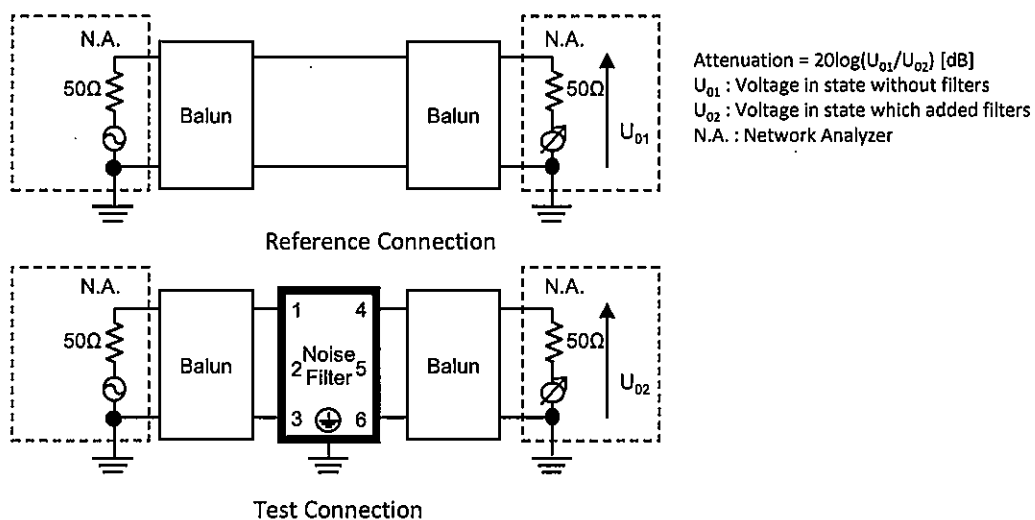 N.A.
50Ω
Balun
Balun
N.A.
50Ω
U₀₁
Attenuation = 20log(U₀₁/U₀₂) [dB]
U₀₁ : Voltage in state without filters
U₀₂ : Voltage in state which added filters
N.A. : Network Analyzer
Reference Connection
N.A.
50Ω
Balun
1 4
2 Noise 5
Filter
3 6
Balun
N.A.
50Ω
U₀₂
Test Connection